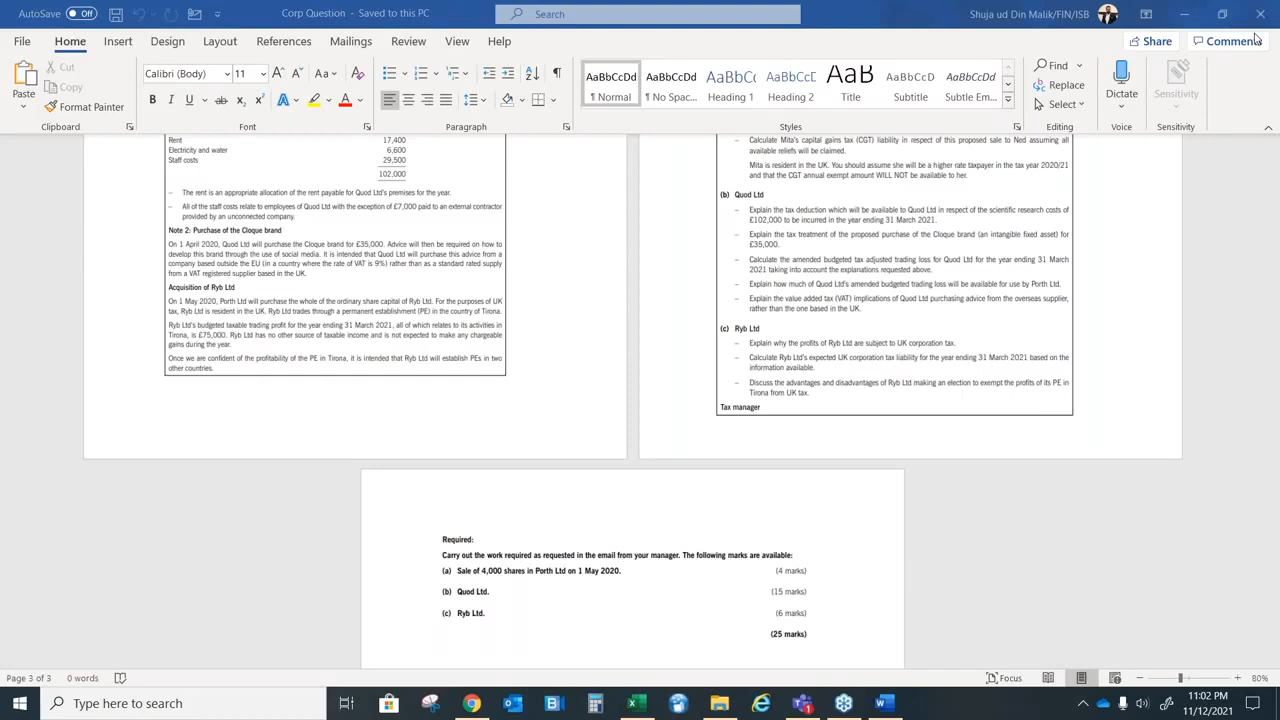 Shuja Ahmad/FIN/ISB
File Home Insert Design Layout References Mailings Review View Help
Share Comments
Paste
Cut
Copy
Format Painter
Clipboard
Calibri (Body) 11
Font
Paragraph
AaBbCcDd ¶ Normal
AaBbCcDd ¶ No Spac...
AaBbC( Heading 1
AaBbCcE Heading 2
AaB Title
AaBbCcD Subtitle
AaBbCcDd Subtle Em...
Styles
Find
Replace
Select
Editing
Dictate
Voice
Sensitivity
Sensitivity
Rent 17,400
Electricity and water 6,600
Staff costs 29,500
102,000
– The rent is an appropriate allocation of the rent payable for Quod Ltd's premises for the year.
– All of the staff costs relate to employees of Quod Ltd with the exception of £7,000 paid to an external contractor
provided by an unconnected company.
Note 2: Purchase of the Cloque brand
On 1 April 2020, Quod Ltd will purchase the Cloque brand for £35,000. Advice will then be required on how to
develop this brand through the use of social media. It is intended that Quod Ltd will purchase this advice from a
company based outside the EU (in a country where the rate of VAT is 9%) rather than as a standard rated supply
from a VAT registered supplier based in the UK.
Acquisition of Ryb Ltd
On 1 May 2020, Porth Ltd will purchase the whole of the ordinary share capital of Ryb Ltd. For the purposes of UK
tax, Ryb Ltd is resident in the UK. Ryb Ltd trades through a permanent establishment (PE) in the country of Tirona.
Ryb Ltd's budgeted taxable trading profit for the year ending 31 March 2021, all of which relates to its activities in
Tirona, is £75,000. Ryb Ltd has no other source of taxable income and is not expected to make any chargeable
gains during the year.
Once we are confident of the profitability of the PE in Tirona, it is intended that Ryb Ltd will establish PEs in two
other countries.
– Calculate Mita's capital gains tax (CGT) liability in respect of this proposed sale to Ned assuming all
available reliefs will be claimed.
Mita is resident in the UK. You should assume she will be a higher rate taxpayer in the tax year 2020/21
and that the CGT annual exempt amount WILL NOT be available to her.
(b) Quod Ltd
– Explain the tax deduction which will be available to Quod Ltd in respect of the scientific research costs of
£102,000 to be incurred in the year ending 31 March 2021.
– Explain the tax treatment of the proposed purchase of the Cloque brand (an intangible fixed asset) for
£35,000.
– Calculate the amended budgeted tax adjusted trading loss for Quod Ltd for the year ending 31 March
2021 taking into account the explanations requested above.
– Explain how much of Quod Ltd's amended budgeted trading loss will be available for use by Porth Ltd.
– Explain the value added tax (VAT) implications of Quod Ltd purchasing advice from the overseas supplier,
rather than the one based in the UK.
(c) Ryb Ltd
– Explain why the profits of Ryb Ltd are subject to UK corporation tax.
– Calculate Ryb Ltd's expected UK corporation tax liability for the year ending 31 March 2021 based on the
information available.
– Discuss the advantages and disadvantages of Ryb Ltd making an election to exempt the profits of its PE in
Tirona from UK tax.
Tax manager
Required:
Carry out the work required as requested in the email from your manager. The following marks are available:
(a) Sale of 4,000 shares in Porth Ltd on 1 May 2020. (4 marks)
(b) Quod Ltd. (15 marks)
(c) Ryb Ltd. (6 marks)
(25 marks)
Page 3 of 3 0 words Focus 80%
Type here to search
11:02 PM
11/12/2021